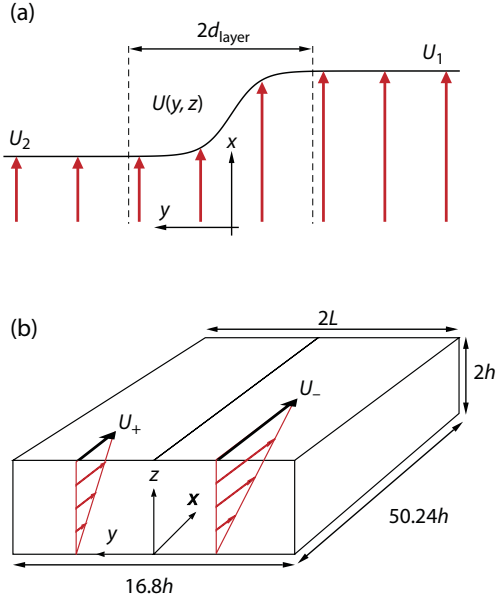 (a)
2d_layer
U_1
U(y, z)
U_2
x
y
(b)
2L
2h
U_+
U_−
z
x
y
50.24h
16.8h